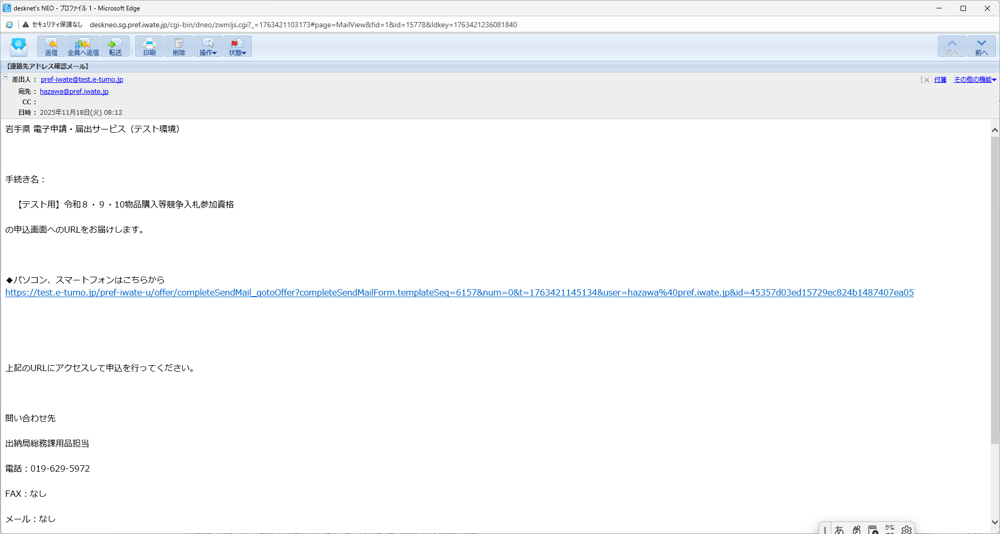 desknet's NEO - プロファイル 1 - Microsoft Edge
セキュリティ保護なし deskneo.sg.pref.iwate.jp/cgi-bin/dneo/zwmljs.cgi?_=1763421103173#page=MailView&fid=1&id=15778&ldkey=1763421236081840
返信 全員へ返信 転送 印刷 削除 操作▾ 状態▾ 次へ 前へ
【連絡先アドレス確認メール】
差出人： pref-iwate@test.e-tumo.jp 付箋 その他の機能▾
宛先： hazawa@pref.iwate.jp
CC：
日時： 2025年11月18日(火) 08:12
岩手県 電子申請・届出サービス（テスト環境）
手続き名：
【テスト用】令和８・９・10物品購入等競争入札参加資格
の申込画面へのURLをお届けします。
◆パソコン、スマートフォンはこちらから
https://test.e-tumo.jp/pref-iwate-u/offer/completeSendMail_gotoOffer?completeSendMailForm.templateSeq=6157&num=0&t=1763421145134&user=hazawa%40pref.iwate.jp&id=45357d03ed15729ec824b1487407ea05
上記のURLにアクセスして申込を行ってください。
問い合わせ先
出納局総務課用品担当
電話：019-629-5972
FAX：なし
メール：なし
あ かな